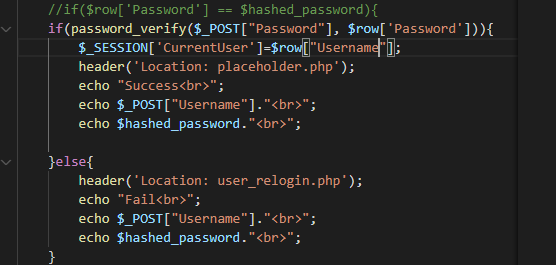 //if($row['Password'] == $hashed_password){
if(password_verify($_POST["Password"], $row['Password'])){
$_SESSION['CurrentUser']=$row["Username"];
header('Location: placeholder.php');
echo "Success<br>";
echo $_POST["Username"]."<br>";
echo $hashed_password."<br>";
}else{
header('Location: user_relogin.php');
echo "Fail<br>";
echo $_POST["Username"]."<br>";
echo $hashed_password."<br>";
}